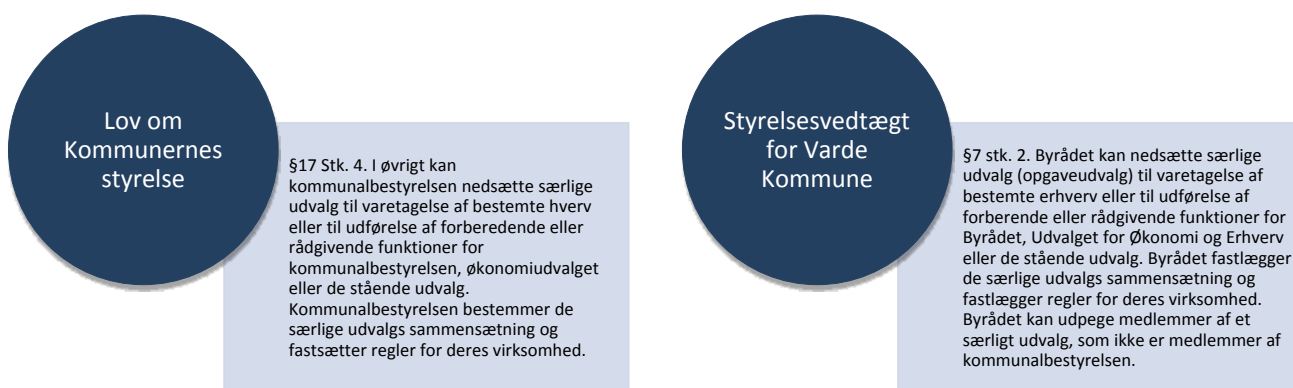 Lov om
Kommunernes
styrelse
§17 Stk. 4. I øvrigt kan
kommunalbestyrelsen nedsætte særlige
udvalg til varetagelse af bestemte hverv
eller til udførelse af forberedende eller
rådgivende funktioner for
kommunalbestyrelsen, økonomiudvalget
eller de stående udvalg.
Kommunalbestyrelsen bestemmer de
særlige udvalgs sammensætning og
fastsætter regler for deres virksomhed.
Styrelsesvedtægt
for Varde
Kommune
§7 stk. 2. Byrådet kan nedsætte særlige
udvalg (opgaveudvalg) til varetagelse af
bestemte erhverv eller til udførelse af
forberende eller rådgivende funktioner for
Byrådet, Udvalget for Økonomi og Erhverv
eller de stående udvalg. Byrådet fastlægger
de særlige udvalgs sammensætning og
fastlægger regler for deres virksomhed.
Byrådet kan udpege medlemmer af et
særligt udvalg, som ikke er medlemmer af
kommunalbestyrelsen.